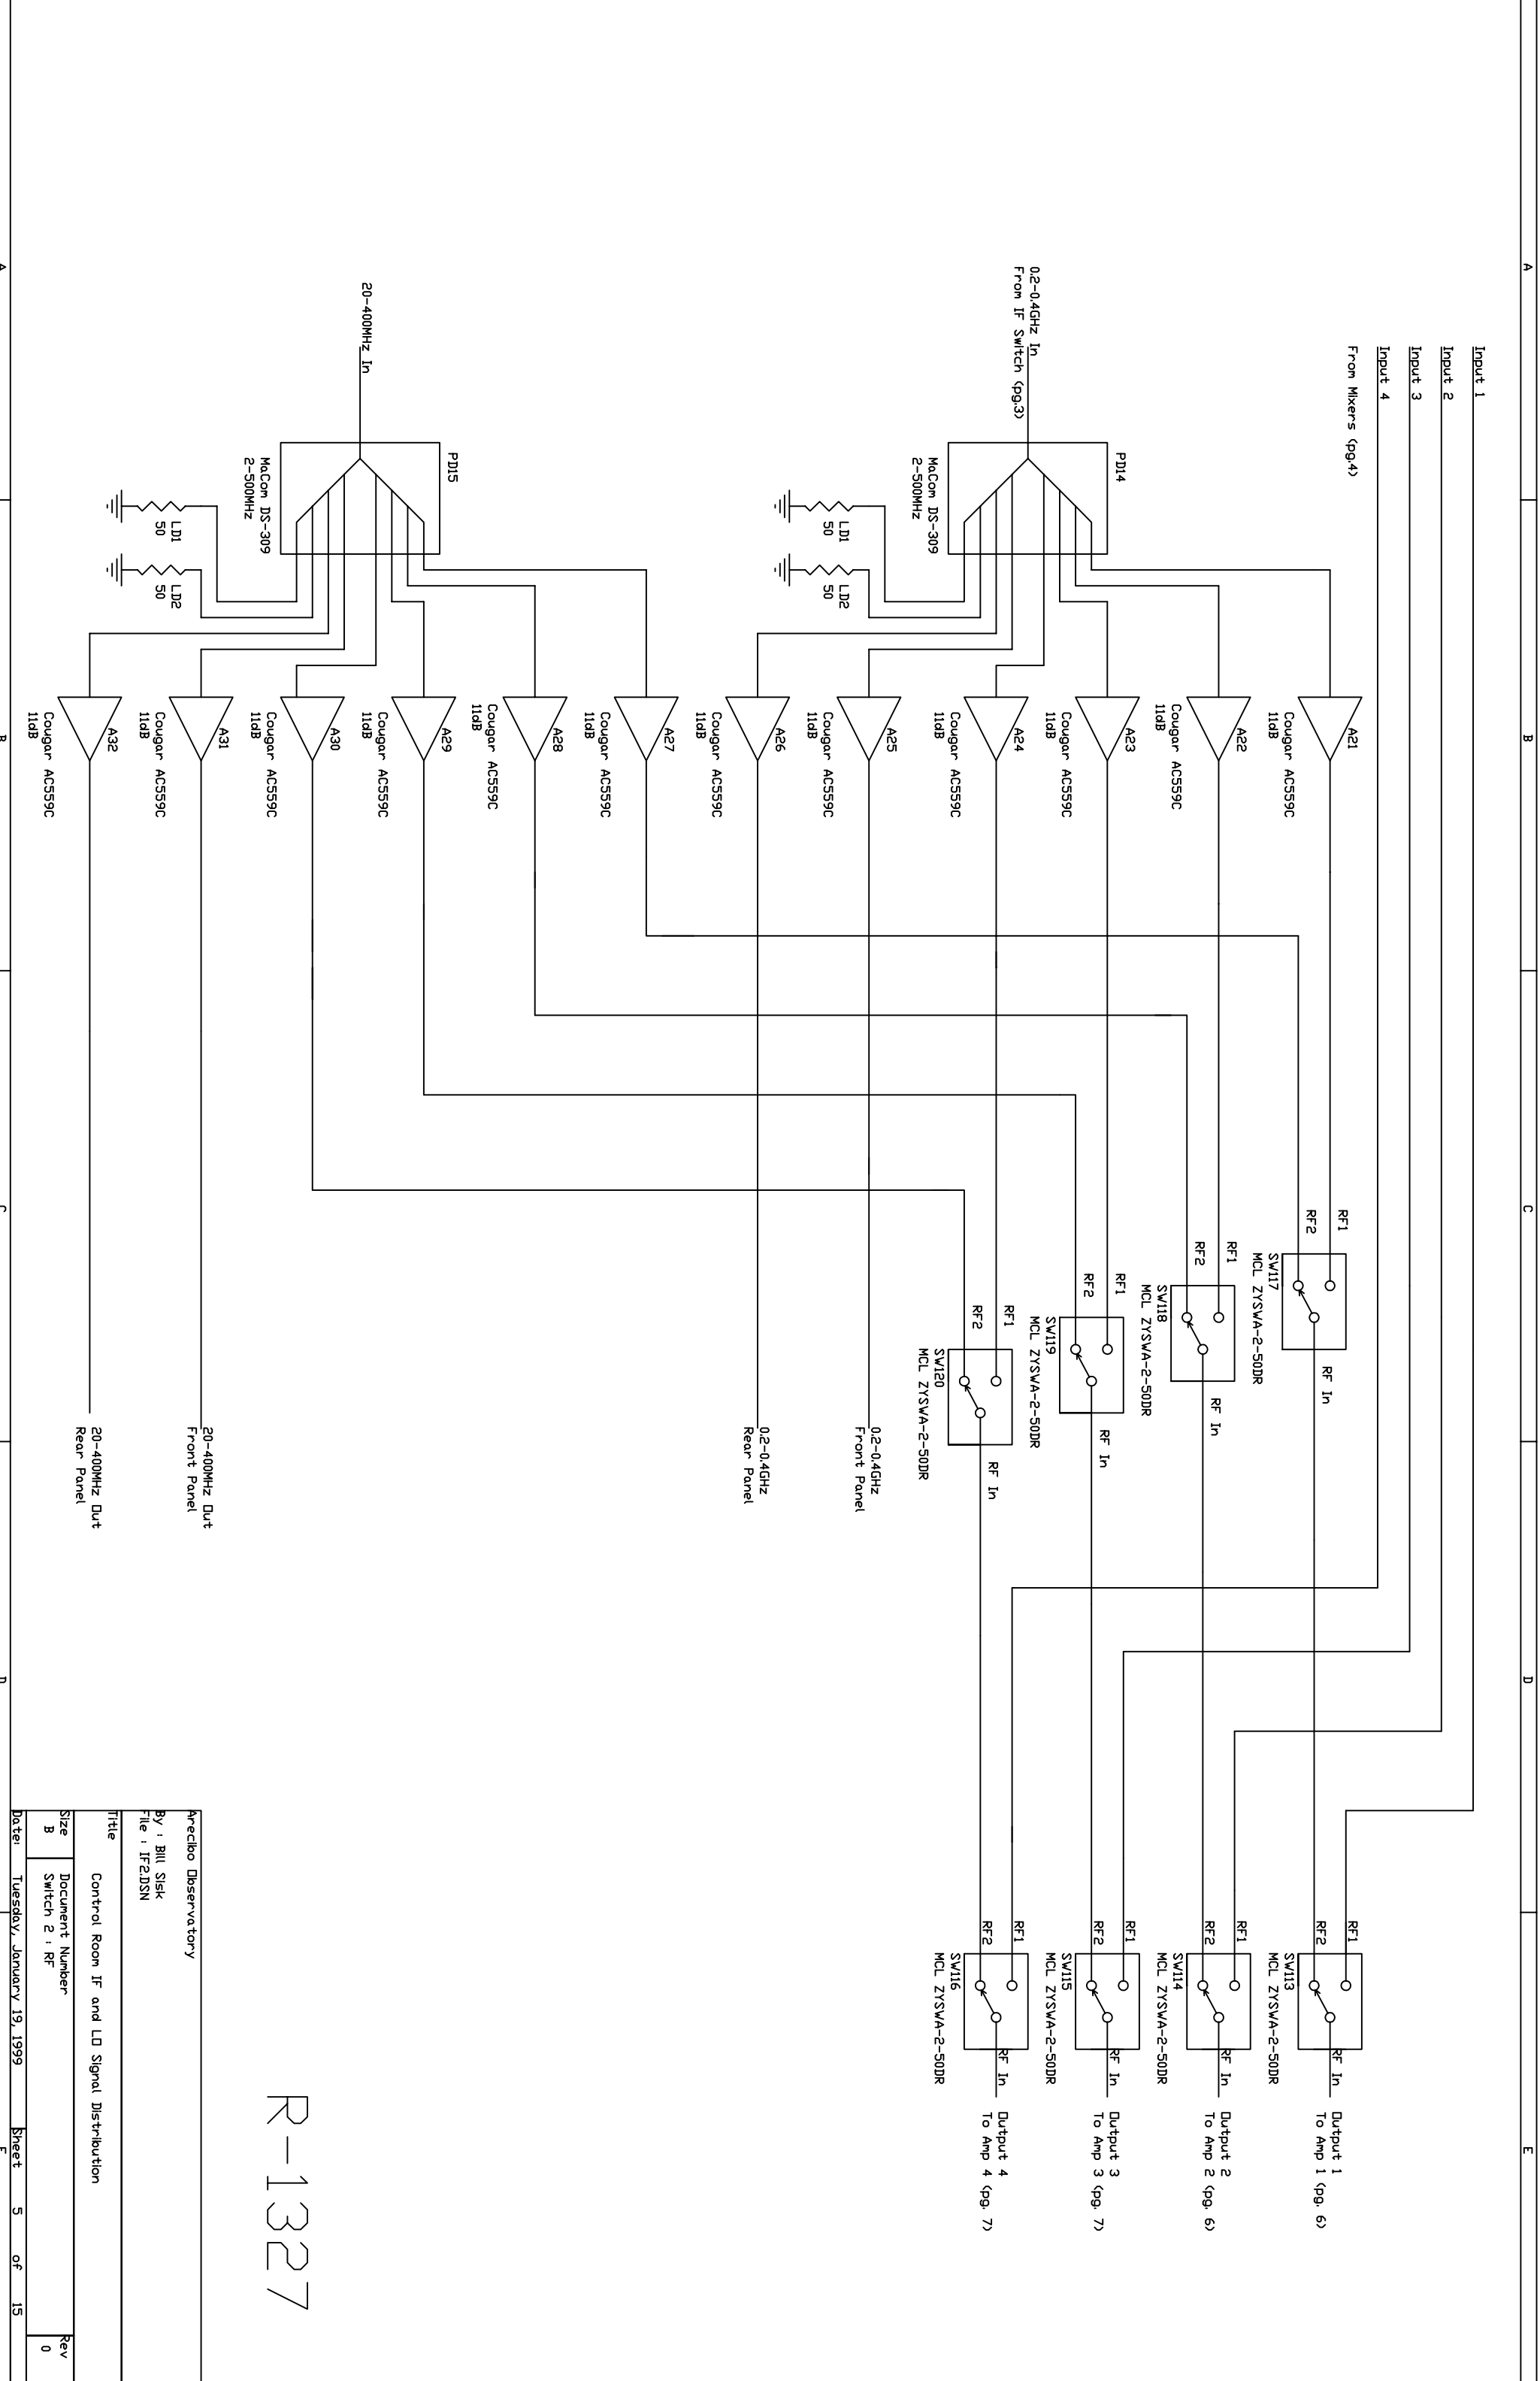 A
B
C
D
E
Input 1
Input 2
Input 3
Input 4
From Mixers (pg.4)
0.2-0.4GHz In
From IF Switch (pg.3)
PD14
MaCom DS-309
2-500MHz
LD1
50
LD2
50
20-400MHz In
PD15
MaCom DS-309
2-500MHz
LD1
50
LD2
50
A21
Cougar AC559C
11dB
A22
Cougar AC559C
11dB
A23
Cougar AC559C
11dB
A24
Cougar AC559C
11dB
A25
Cougar AC559C
11dB
A26
Cougar AC559C
11dB
A27
Cougar AC559C
11dB
A28
Cougar AC559C
11dB
A29
Cougar AC559C
11dB
A30
Cougar AC559C
11dB
A31
Cougar AC559C
11dB
A32
Cougar AC559C
11dB
RF1
RF2
SW117
MCL ZYSWA-2-50DR
RF In
RF1
RF2
SW118
MCL ZYSWA-2-50DR
RF In
RF1
RF2
SW119
MCL ZYSWA-2-50DR
RF In
RF1
RF2
SW120
MCL ZYSWA-2-50DR
RF In
0.2-0.4GHz
Front Panel
0.2-0.4GHz
Rear Panel
20-400MHz Out
Front Panel
20-400MHz Out
Rear Panel
RF1
RF2
SW113
MCL ZYSWA-2-50DR
RF In
Output 1
To Amp 1 (pg. 6)
RF1
RF2
SW114
MCL ZYSWA-2-50DR
RF In
Output 2
To Amp 2 (pg. 6)
RF1
RF2
SW115
MCL ZYSWA-2-50DR
RF In
Output 3
To Amp 3 (pg. 7)
RF1
RF2
SW116
MCL ZYSWA-2-50DR
RF In
Output 4
To Amp 4 (pg. 7)
R-1327
Arecibo Observatory
By : Bill Sisk
File : IF2.DSN
Title
Control Room IF and LO Signal Distribution
Size
B
Document Number
Switch 2 : RF
Rev
0
Date: Tuesday, January 19, 1999
Sheet 5 of 15
A
B
C
D
E